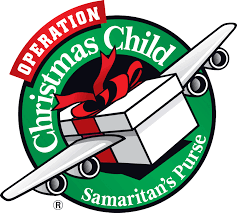 OPERATION
Christmas Child
Samaritan's Purse
®